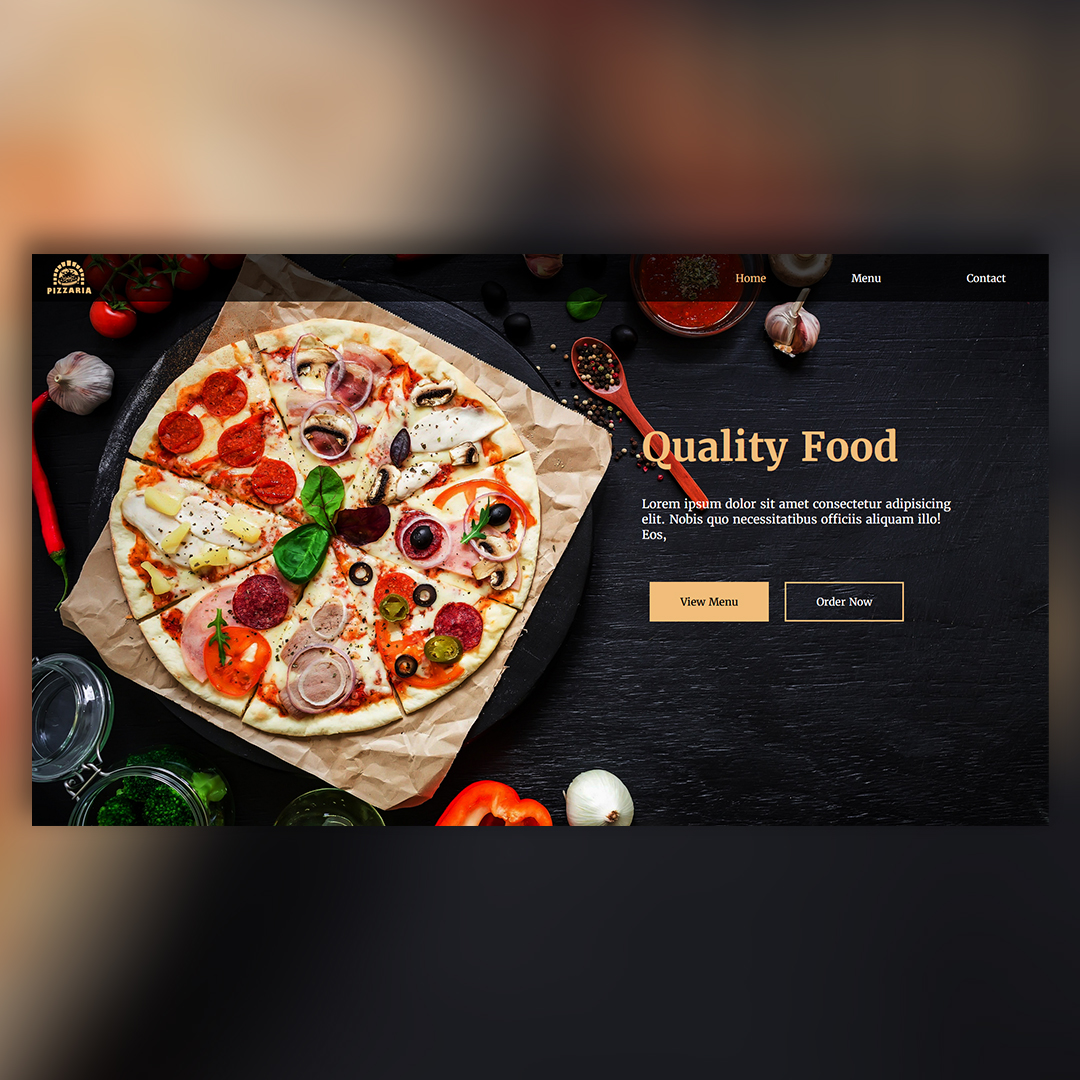 PIZZARIA
Home
Menu
Contact
Quality Food
Lorem ipsum dolor sit amet consectetur adipisicing
elit. Nobis quo necessitatibus officiis aliquam illo!
Eos,
View Menu
Order Now